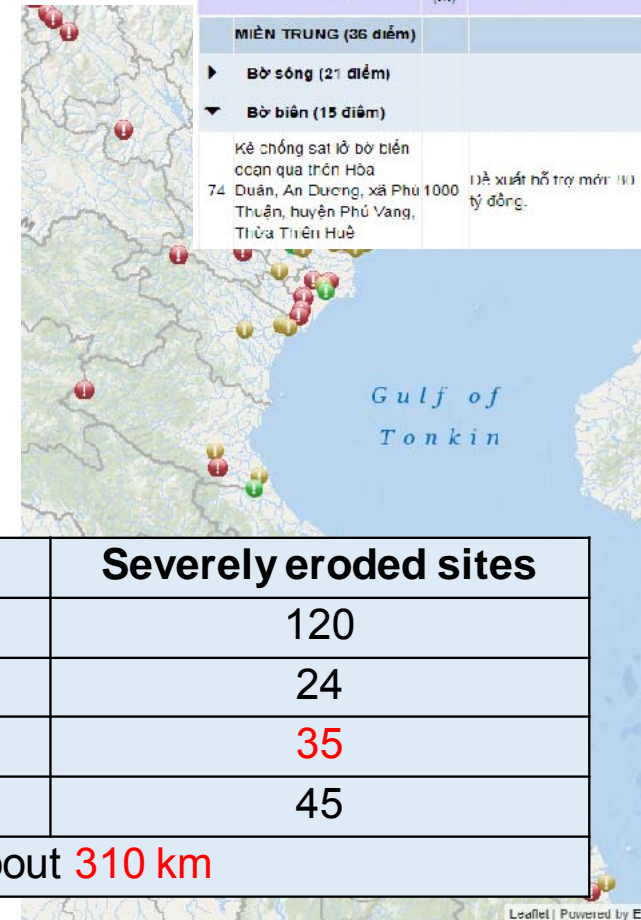 MIỀN TRUNG (36 điểm)
Bờ sông (21 điểm)
Bờ biển (15 điểm)
Kè chống sạt lở bờ biển
đoạn qua thôn Hòa
74 Duân, An Dương, xã Phú 1000 Đề xuất hỗ trợ mới: 80
Thuận, huyện Phú Vang, tỷ đồng.
Thừa Thiên Huế
Gulf of
Tonkin
Severely eroded sites
120
24
35
45
bout 310 km
Leaflet | Powered by E